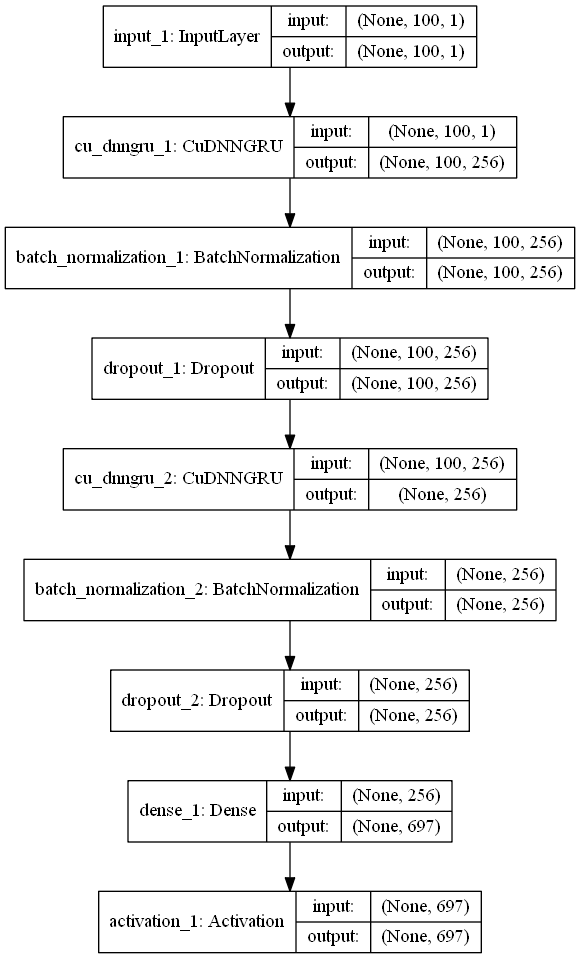 input_1: InputLayer
input: (None, 100, 1)
output: (None, 100, 1)
cu_dnngru_1: CuDNNGRU
input: (None, 100, 1)
output: (None, 100, 256)
batch_normalization_1: BatchNormalization
input: (None, 100, 256)
output: (None, 100, 256)
dropout_1: Dropout
input: (None, 100, 256)
output: (None, 100, 256)
cu_dnngru_2: CuDNNGRU
input: (None, 100, 256)
output: (None, 256)
batch_normalization_2: BatchNormalization
input: (None, 256)
output: (None, 256)
dropout_2: Dropout
input: (None, 256)
output: (None, 256)
dense_1: Dense
input: (None, 256)
output: (None, 697)
activation_1: Activation
input: (None, 697)
output: (None, 697)